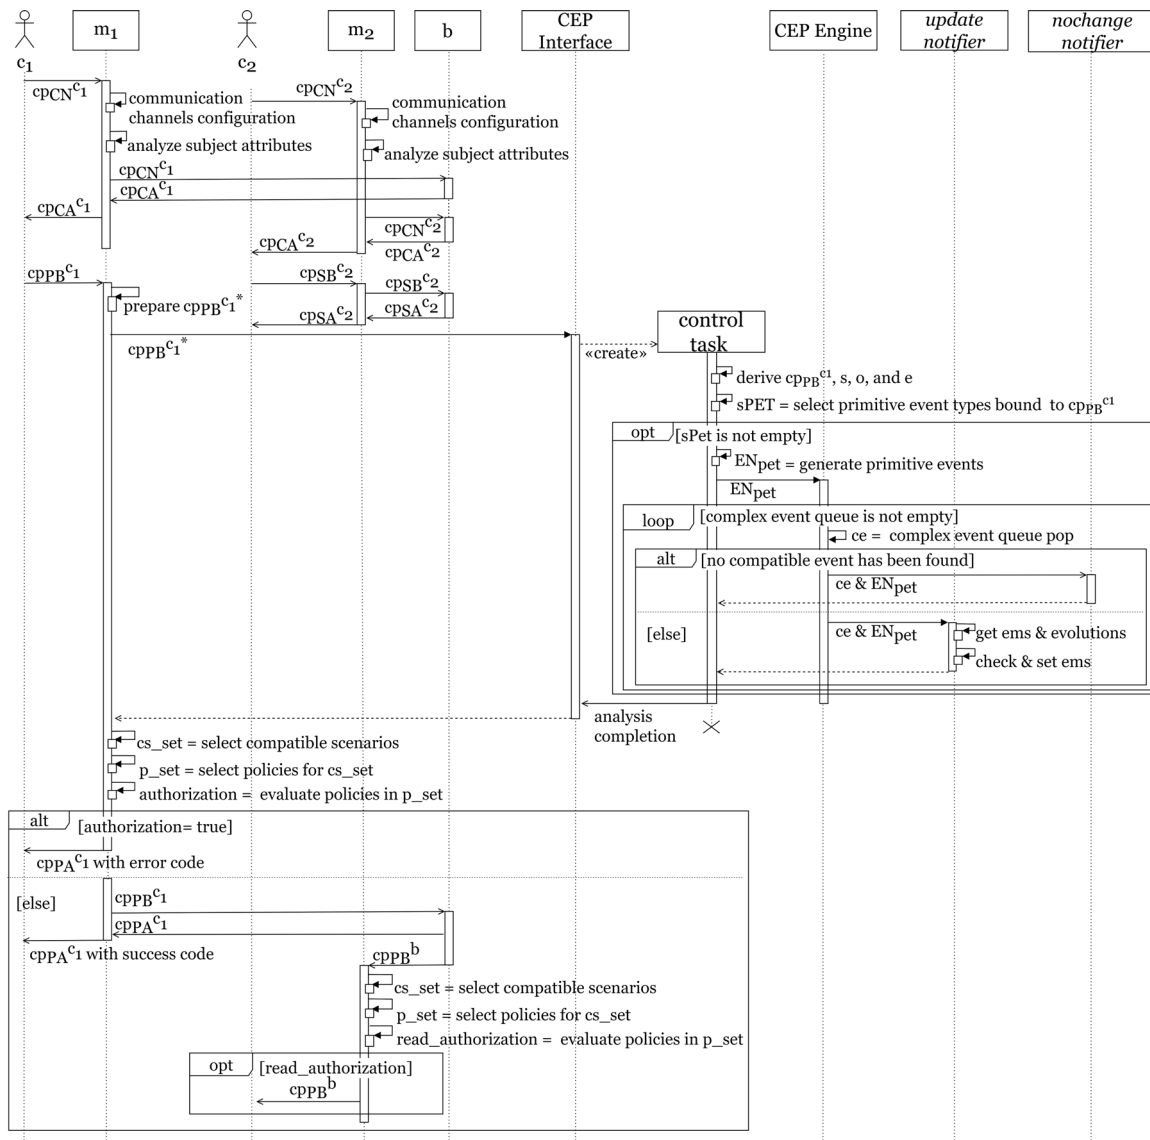 c1
m1
c2
m2
b
CEP
Interface
CEP Engine
update
notifier
nochange
notifier
cpCN^c1
communication
channels configuration
analyze subject attributes
cpCN^c2
communication
channels configuration
analyze subject attributes
cpCN^c1
cpCA^c1
cpCA^c1
cpCN^c2
cpCA^c2
cpCA^c2
cpPB^c1
prepare cpPB^c1*
cpSB^c2
cpSB^c2
cpSA^c2
cpSA^c2
cpPB^c1*
«create»
control
task
derive cpPB^c1, s, o, and e
sPET = select primitive event types bound to cpPB^c1
opt
[sPet is not empty]
ENpet = generate primitive events
ENpet
loop
[complex event queue is not empty]
ce = complex event queue pop
alt
[no compatible event has been found]
ce & ENpet
[else]
ce & ENpet
get ems & evolutions
check & set ems
analysis
completion
cs_set = select compatible scenarios
p_set = select policies for cs_set
authorization = evaluate policies in p_set
alt
[authorization= true]
cpPA^c1 with error code
[else]
cpPB^c1
cpPA^c1
cpPA^c1 with success code
cpPB^b
cs_set = select compatible scenarios
p_set = select policies for cs_set
read_authorization = evaluate policies in p_set
opt
[read_authorization]
cpPB^b